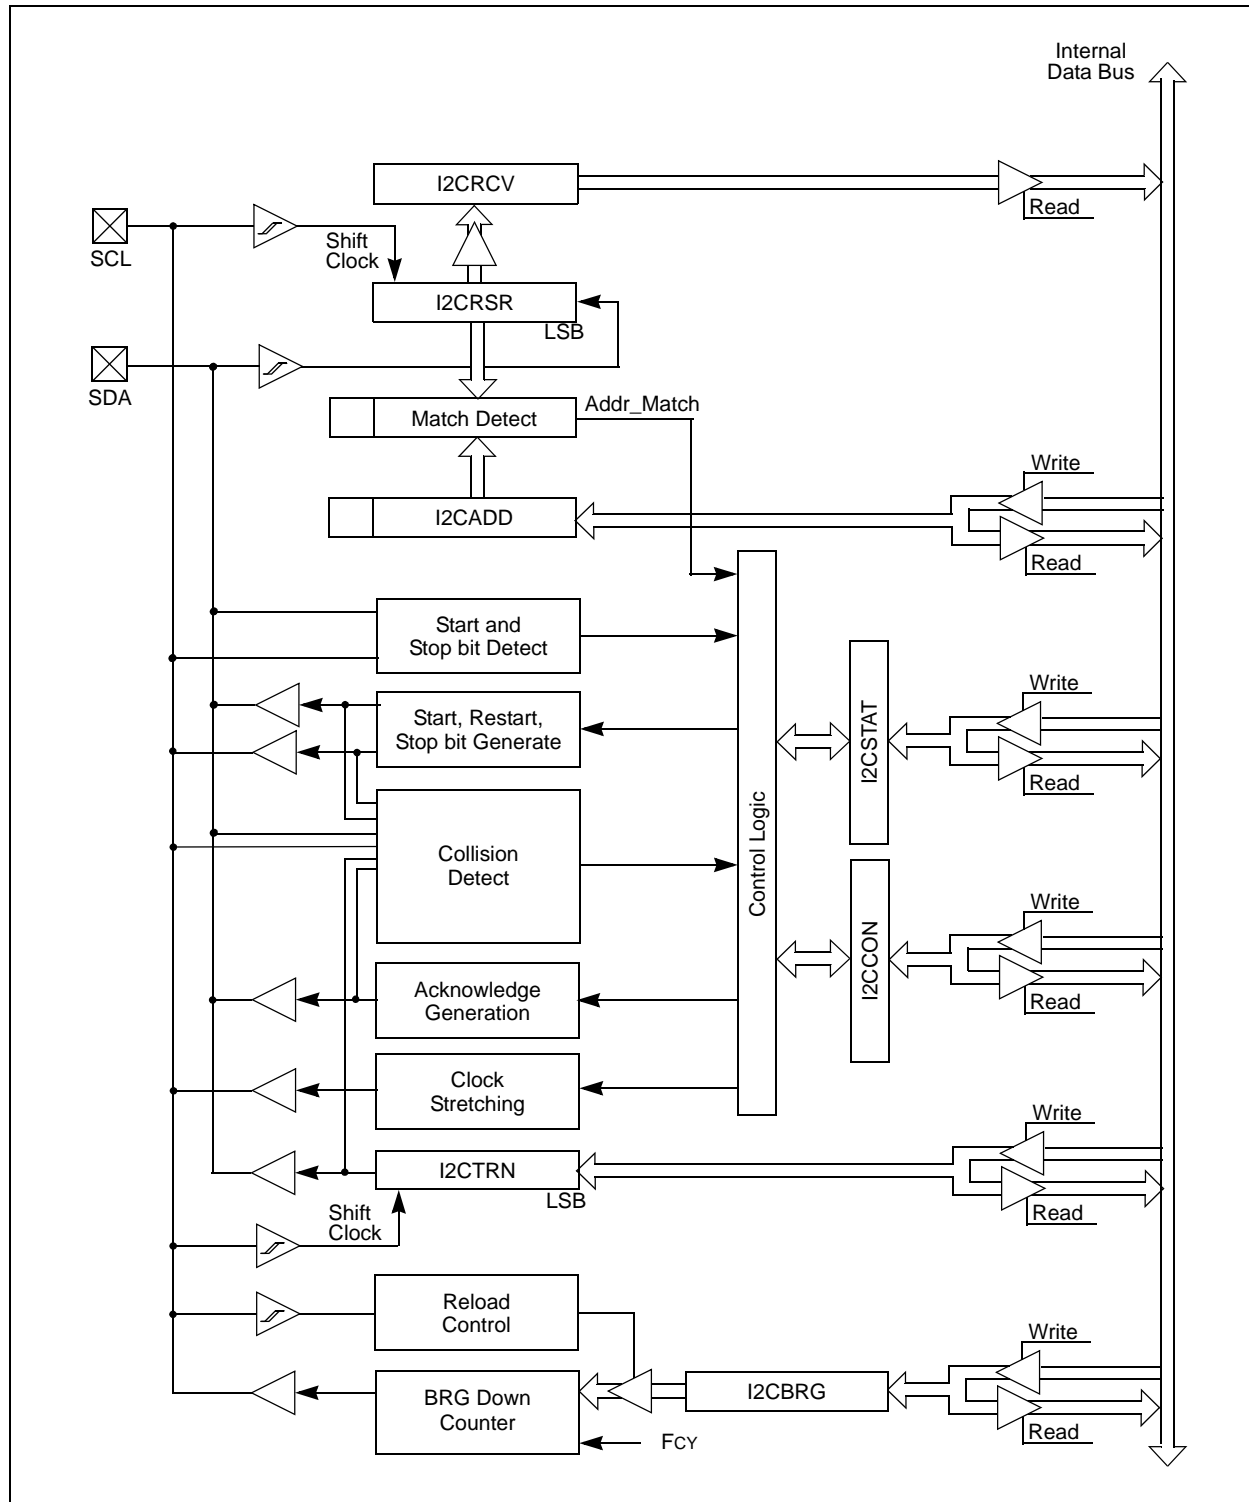 Internal
Data Bus
I2CRCV
Read
SCL
Shift
Clock
I2CRSR
LSB
SDA
Match Detect
Addr_Match
Write
I2CADD
Read
Start and
Stop bit Detect
Start, Restart,
Stop bit Generate
Write
Read
I2CSTAT
Control Logic
Collision
Detect
Write
I2CCON
Read
Acknowledge
Generation
Clock
Stretching
Write
I2CTRN
LSB
Read
Shift
Clock
Reload
Control
Write
I2CBRG
BRG Down
Counter
Read
FCY